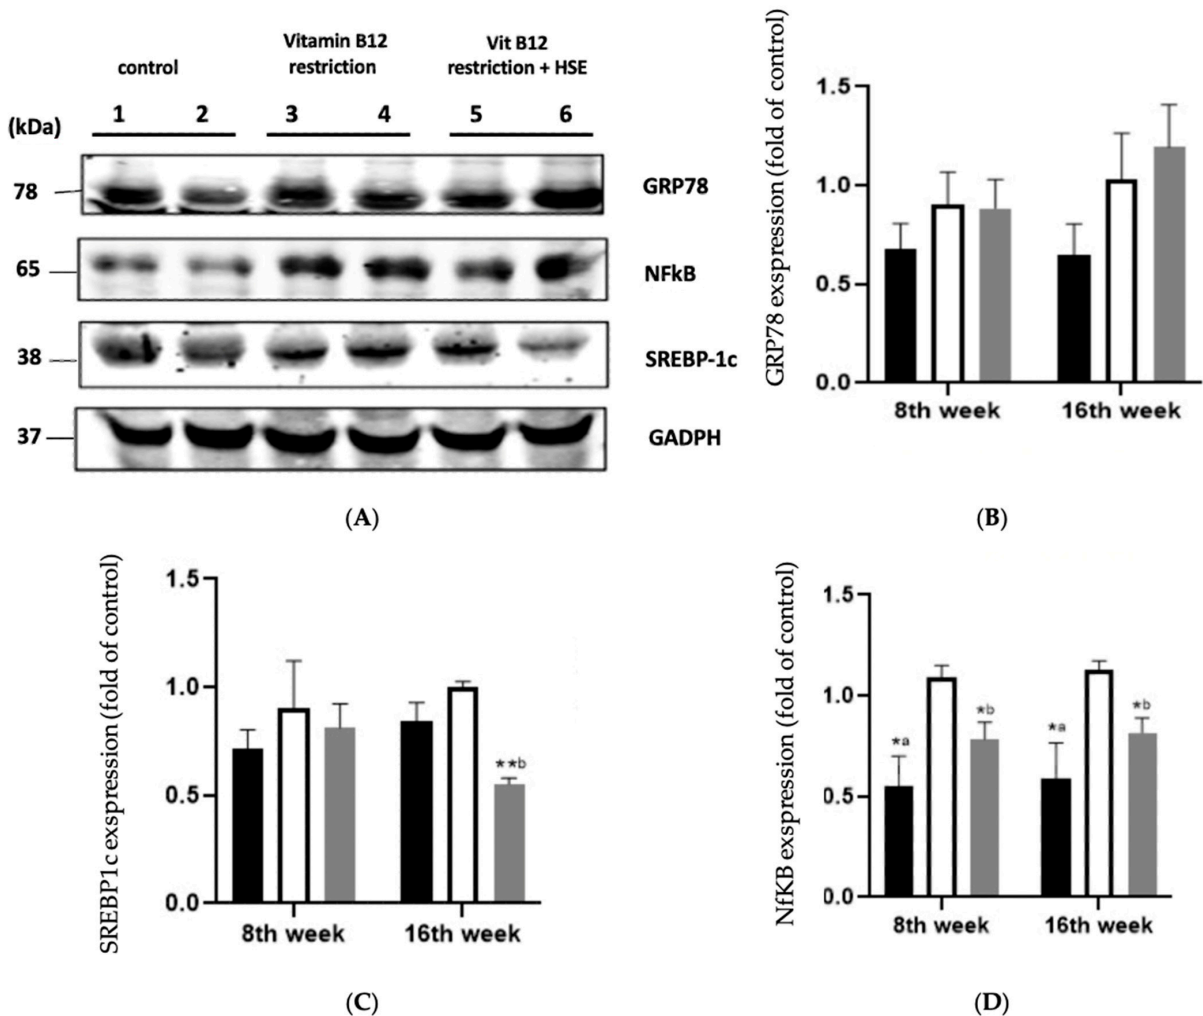 control
Vitamin B12
restriction
Vit B12
restriction + HSE
(kDa)
1 2 3 4 5 6
78
GRP78
65
NFkB
38
SREBP-1c
37
GADPH
(A)
GRP78 exspression (fold of control)
1.5
1.0
0.5
0.0
8th week
16th week
(B)
SREBP1c exspression (fold of control)
1.5
1.0
0.5
0.0
**b
8th week
16th week
(C)
NfKB exspression (fold of control)
1.5
1.0
0.5
0.0
*a
*b
*a
*b
8th week
16th week
(D)